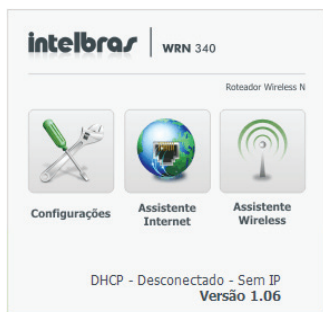 intelbras WRN 340
Roteador Wireless N
Configurações
Assistente Internet
Assistente Wireless
DHCP - Desconectado - Sem IP
Versão 1.06